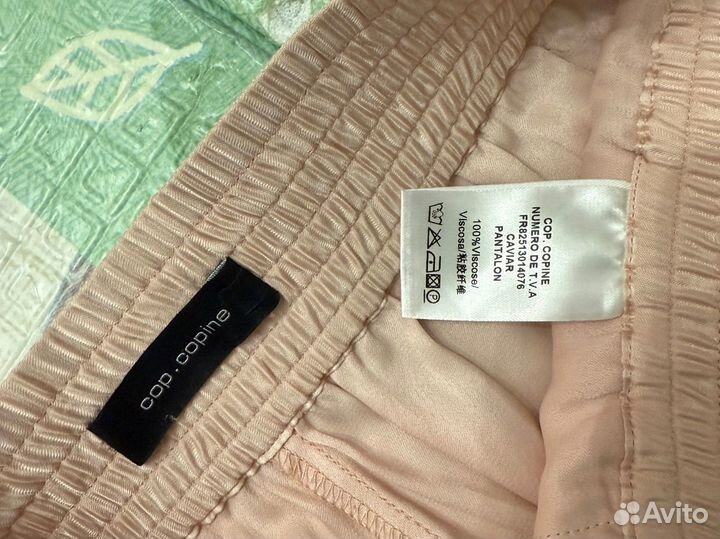 cop.copine
COP. COPINE
NUMERO DE T.V.A
FR82513014076
CAVIAR
PANTALON
100%Viscose/
Viscosa/粘胶纤维
Avito